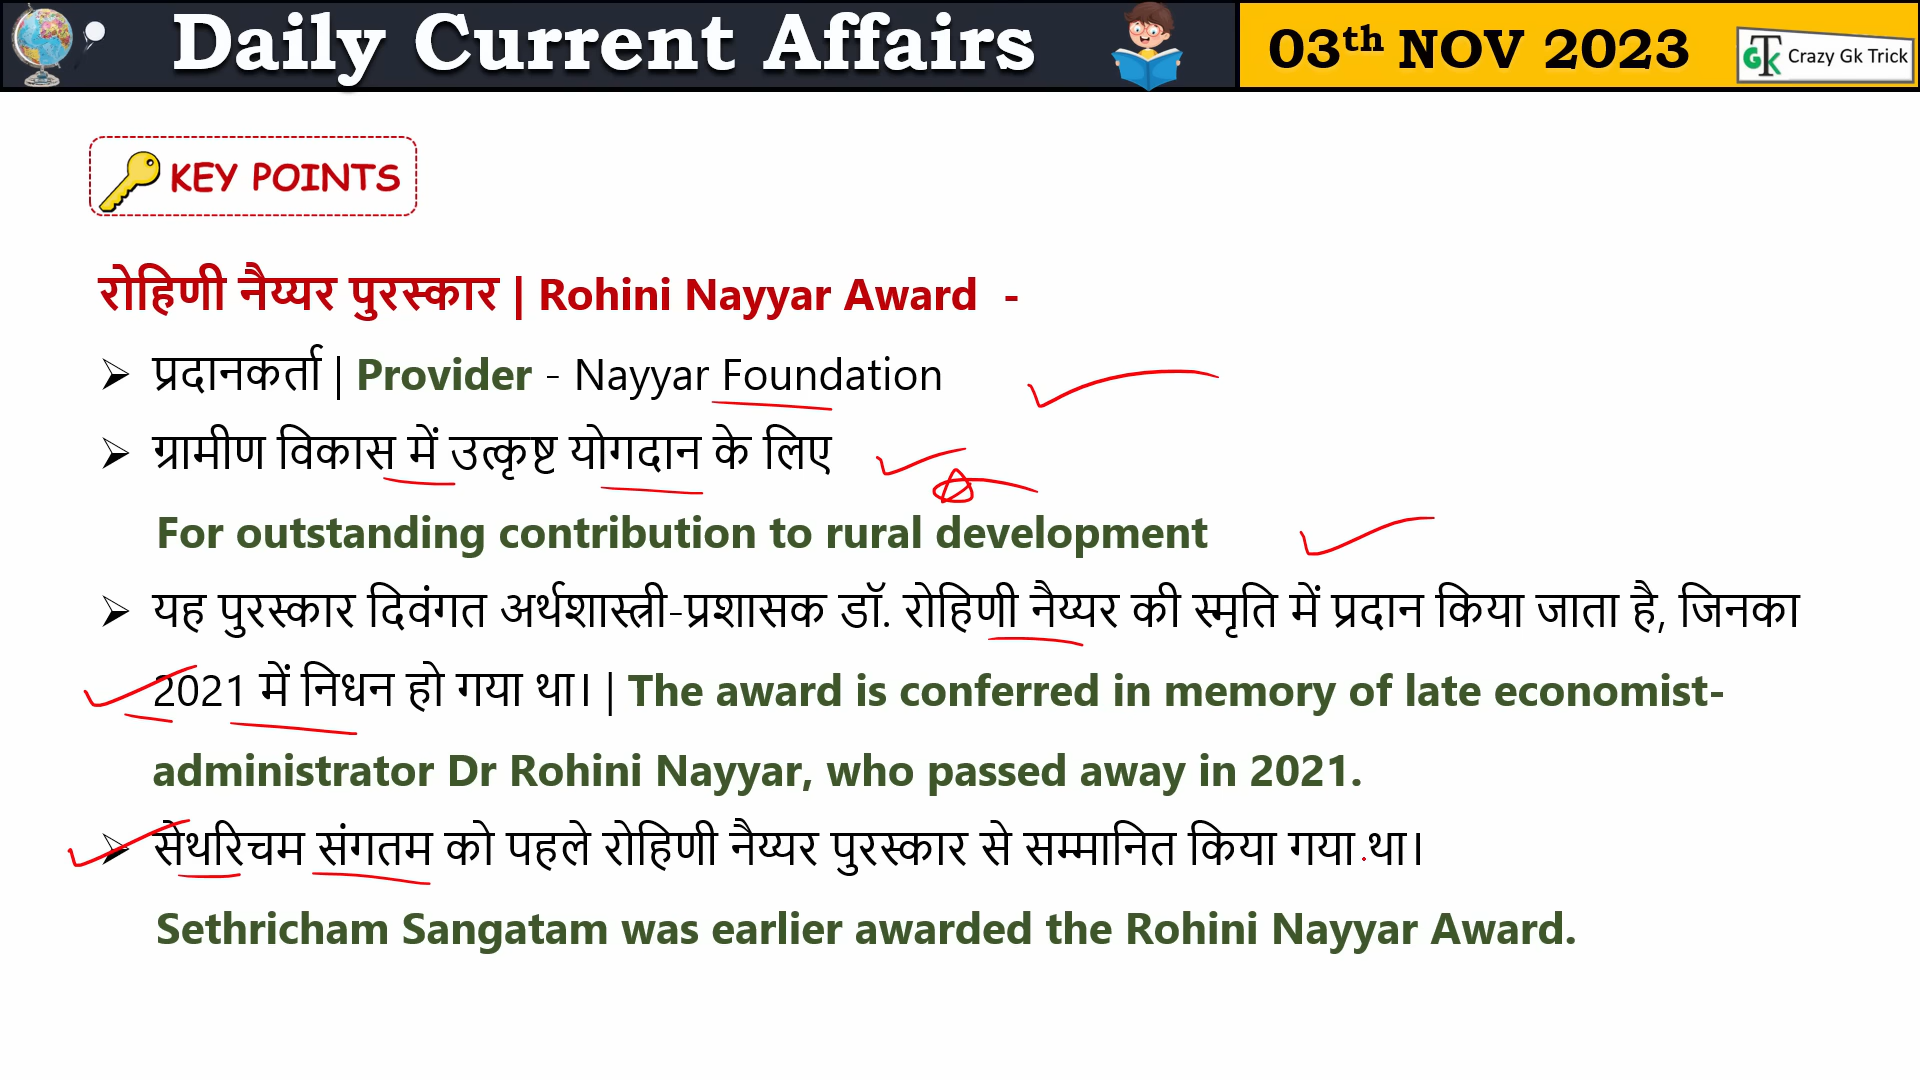 Daily Current Affairs
03th NOV 2023
GTK Crazy Gk Trick
KEY POINTS
रोहिणी नैय्यर पुरस्कार | Rohini Nayyar Award -
➢ प्रदानकर्ता | Provider - Nayyar Foundation
➢ ग्रामीण विकास में उत्कृष्ट योगदान के लिए
For outstanding contribution to rural development
➢ यह पुरस्कार दिवंगत अर्थशास्त्री-प्रशासक डॉ. रोहिणी नैय्यर की स्मृति में प्रदान किया जाता है, जिनका
2021 में निधन हो गया था। | The award is conferred in memory of late economist-
administrator Dr Rohini Nayyar, who passed away in 2021.
➢ सेथरिचम संगतम को पहले रोहिणी नैय्यर पुरस्कार से सम्मानित किया गया था।
Sethricham Sangatam was earlier awarded the Rohini Nayyar Award.